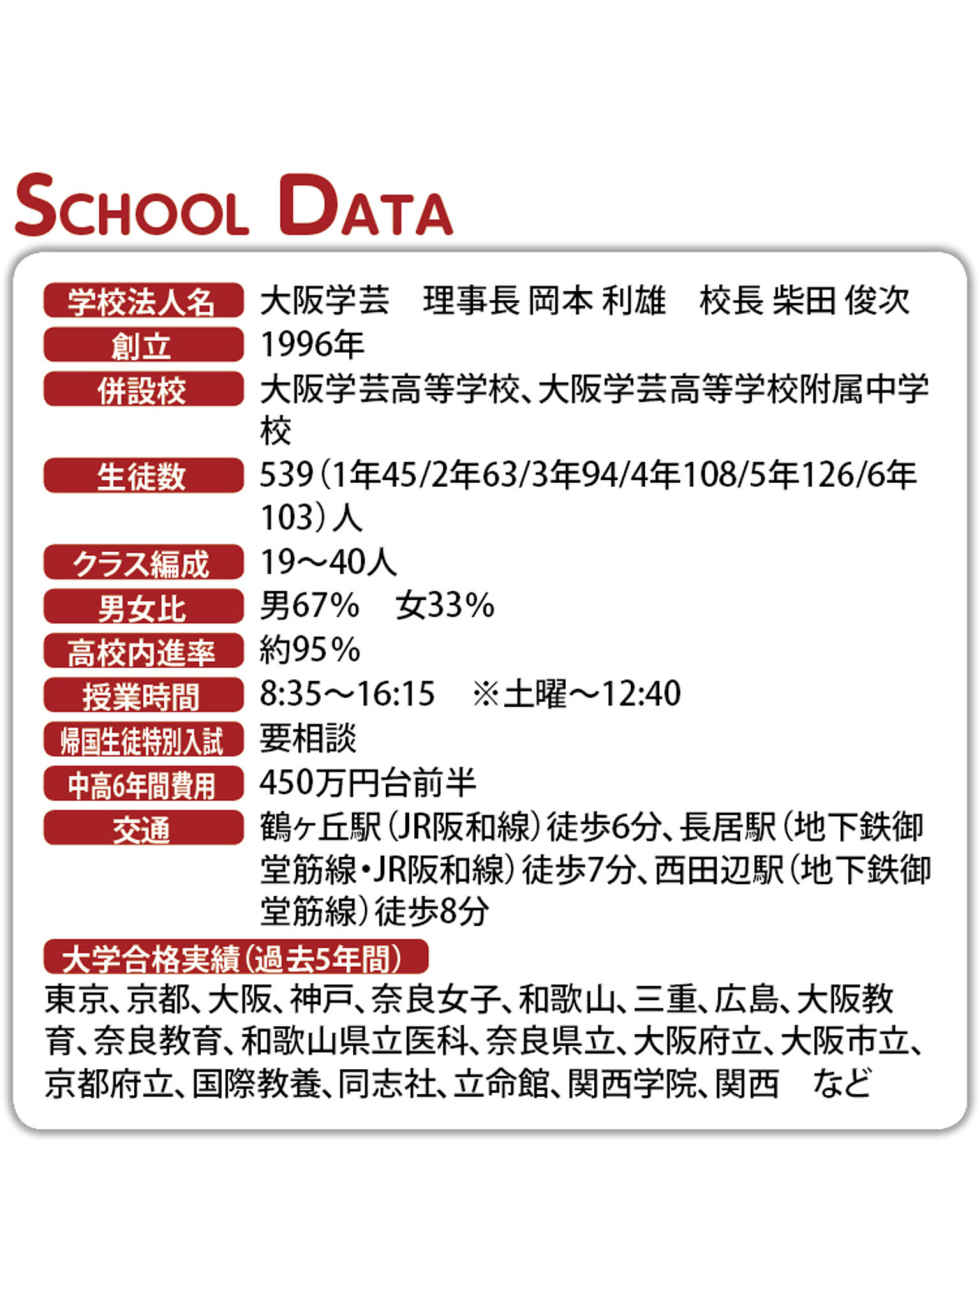 SCHOOL DATA
学校法人名 大阪学芸　理事長 岡本 利雄　校長 柴田 俊次
創立 1996年
併設校 大阪学芸高等学校、大阪学芸高等学校附属中学
校
生徒数 539（1年45/2年63/3年94/4年108/5年126/6年
103）人
クラス編成 19〜40人
男女比 男67%　女33%
高校内進率 約95%
授業時間 8:35〜16:15　※土曜〜12:40
帰国生徒特別入試 要相談
中高6年間費用 450万円台前半
交通 鶴ヶ丘駅（JR阪和線）徒歩6分、長居駅（地下鉄御
堂筋線・JR阪和線）徒歩7分、西田辺駅（地下鉄御
堂筋線）徒歩8分
大学合格実績（過去5年間）
東京、京都、大阪、神戸、奈良女子、和歌山、三重、広島、大阪教
育、奈良教育、和歌山県立医科、奈良県立、大阪府立、大阪市立、
京都府立、国際教養、同志社、立命館、関西学院、関西　など